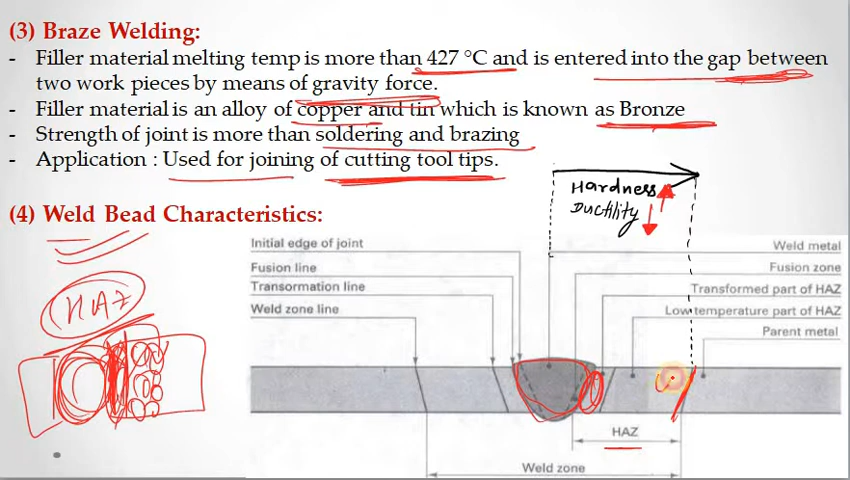 (3) Braze Welding:
- Filler material melting temp is more than 427 °C and is entered into the gap between
two work pieces by means of gravity force.
- Filler material is an alloy of copper and tin which is known as Bronze
- Strength of joint is more than soldering and brazing
- Application : Used for joining of cutting tool tips.
(4) Weld Bead Characteristics:
Hardness
Ductility
HAZ
Initial edge of joint
Fusion line
Transormation line
Weld zone line
Weld metal
Fusion zone
Transformed part of HAZ
Low temperature part of HAZ
Parent metal
HAZ
Weld zone